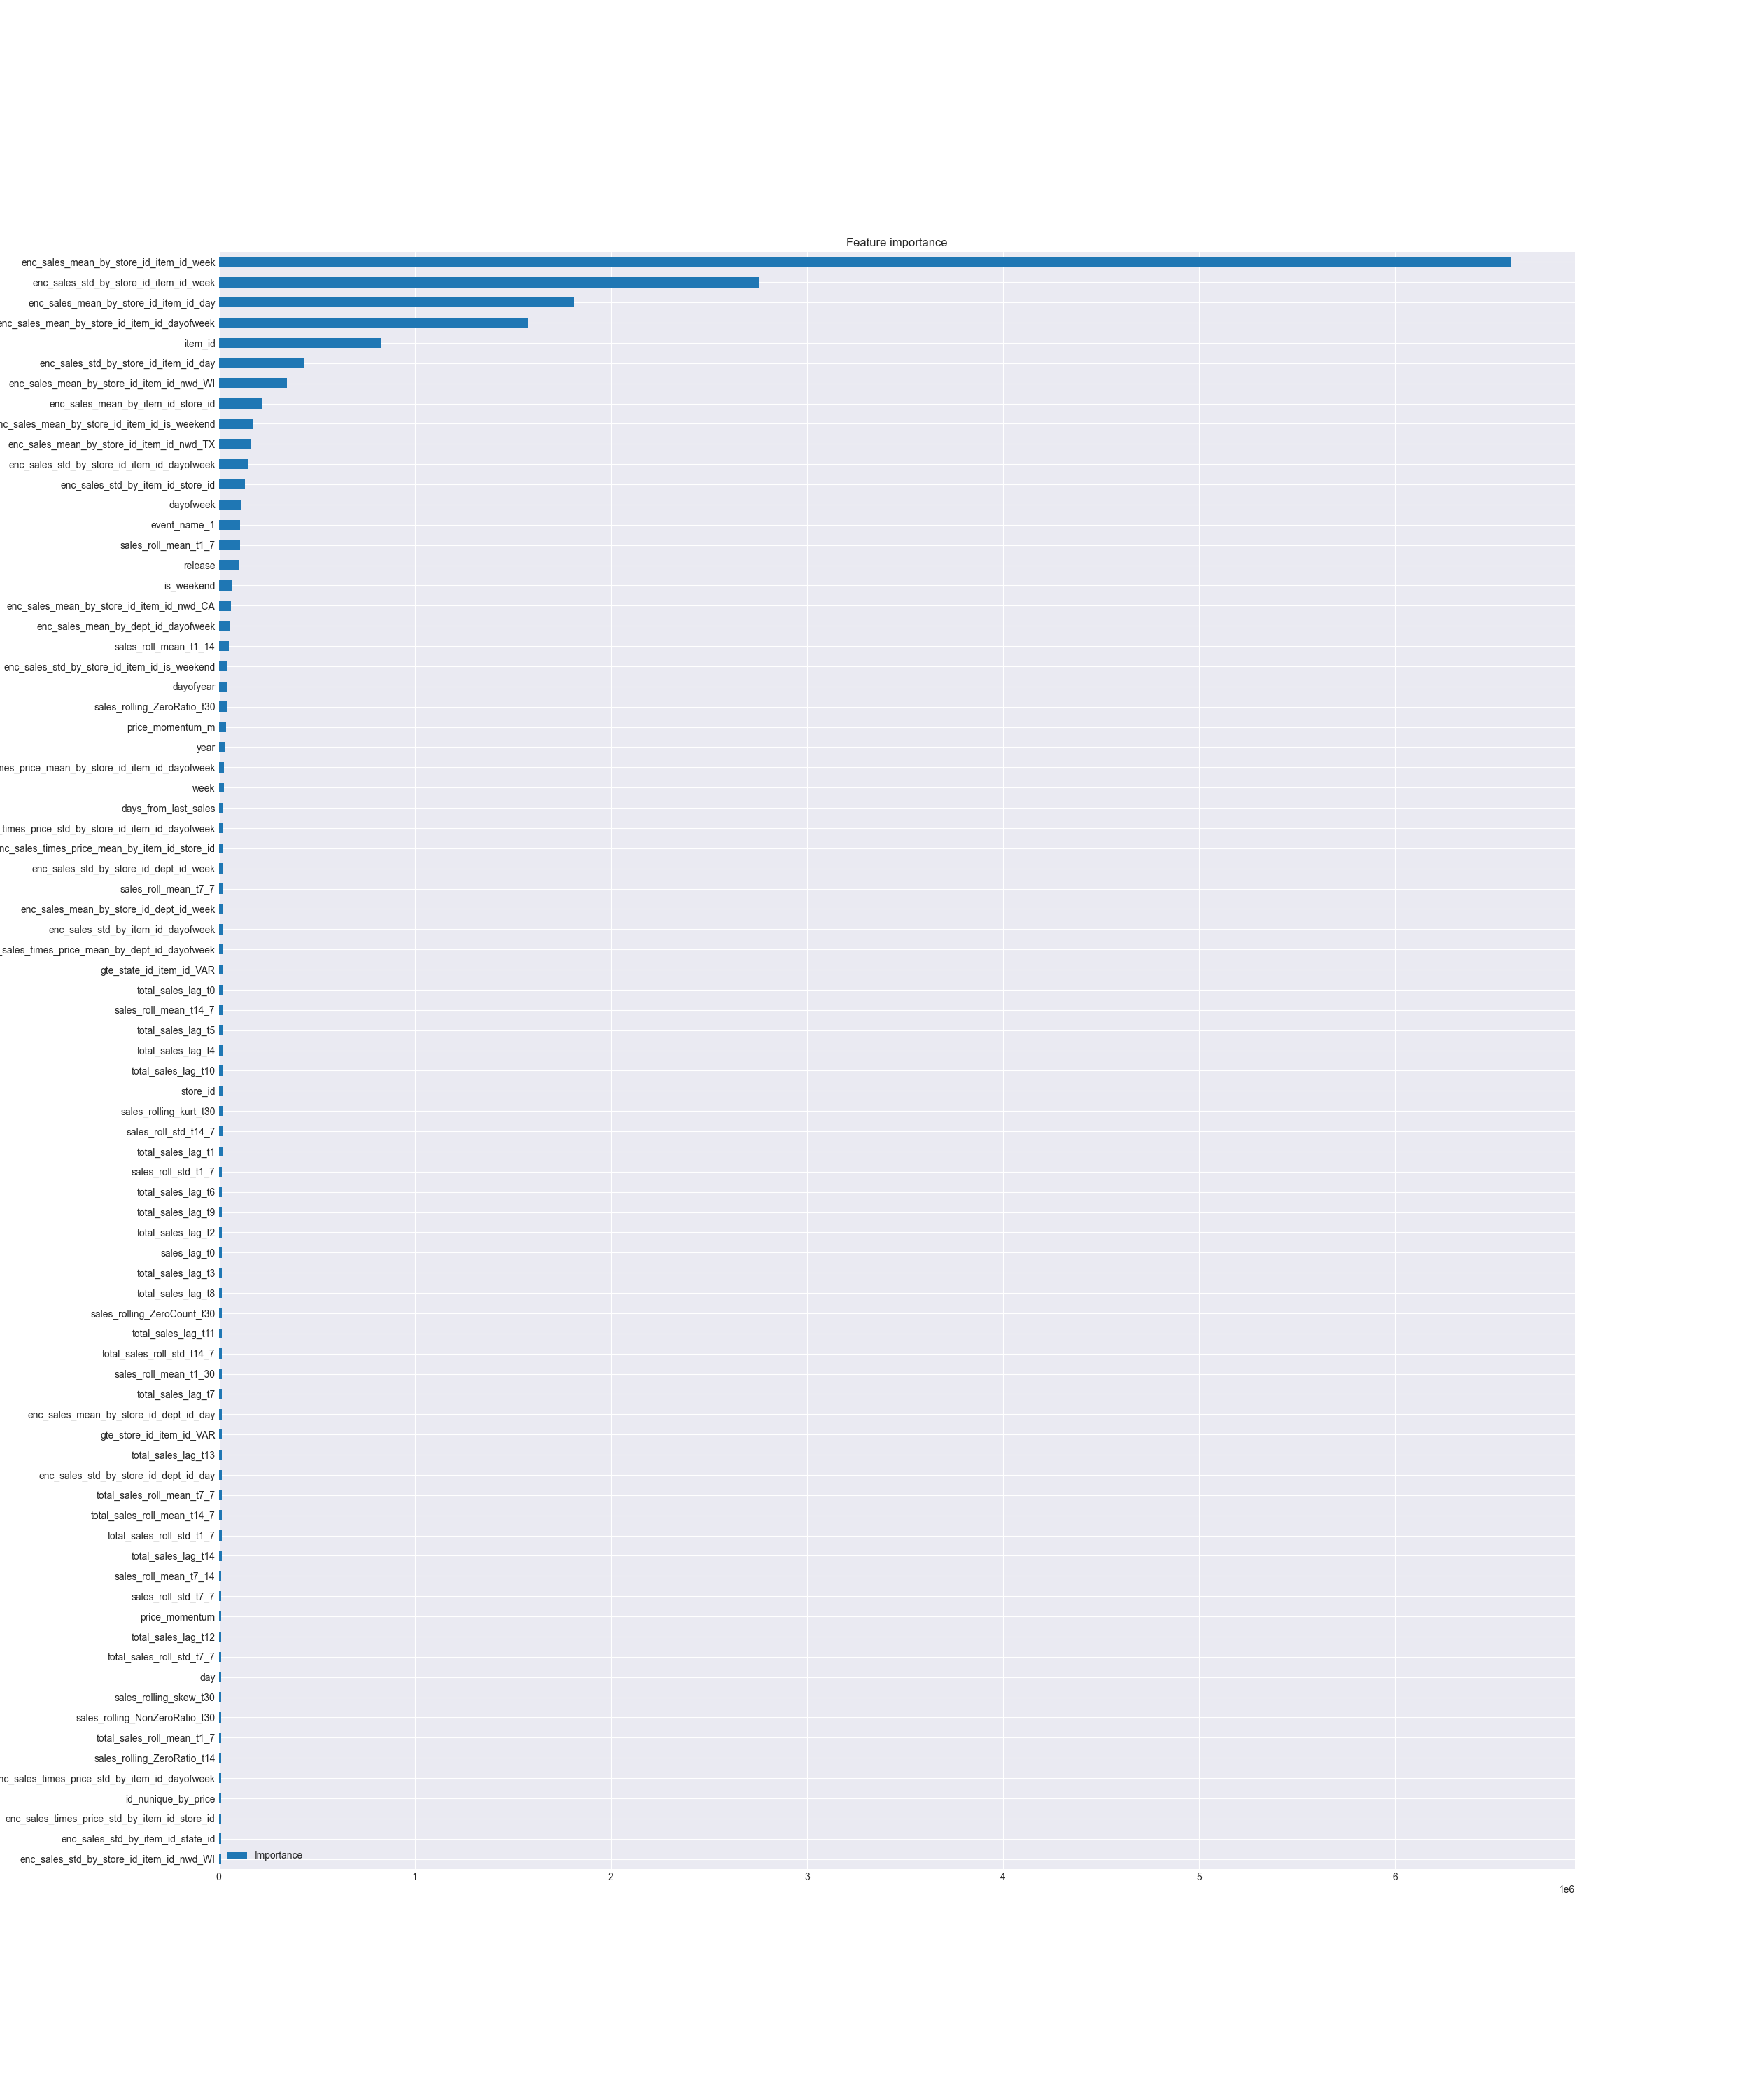 Feature importance
enc_sales_mean_by_store_id_item_id_week
enc_sales_std_by_store_id_item_id_week
enc_sales_mean_by_store_id_item_id_day
enc_sales_mean_by_store_id_item_id_dayofweek
item_id
enc_sales_std_by_store_id_item_id_day
enc_sales_mean_by_store_id_item_id_nwd_WI
enc_sales_mean_by_item_id_store_id
nc_sales_mean_by_store_id_item_id_is_weekend
enc_sales_mean_by_store_id_item_id_nwd_TX
enc_sales_std_by_store_id_item_id_dayofweek
enc_sales_std_by_item_id_store_id
dayofweek
event_name_1
sales_roll_mean_t1_7
release
is_weekend
enc_sales_mean_by_store_id_item_id_nwd_CA
enc_sales_mean_by_dept_id_dayofweek
sales_roll_mean_t1_14
enc_sales_std_by_store_id_item_id_is_weekend
dayofyear
sales_rolling_ZeroRatio_t30
price_momentum_m
year
mes_price_mean_by_store_id_item_id_dayofweek
week
days_from_last_sales
_times_price_std_by_store_id_item_id_dayofweek
nc_sales_times_price_mean_by_item_id_store_id
enc_sales_std_by_store_id_dept_id_week
sales_roll_mean_t7_7
enc_sales_mean_by_store_id_dept_id_week
enc_sales_std_by_item_id_dayofweek
_sales_times_price_mean_by_dept_id_dayofweek
gte_state_id_item_id_VAR
total_sales_lag_t0
sales_roll_mean_t14_7
total_sales_lag_t5
total_sales_lag_t4
total_sales_lag_t10
store_id
sales_rolling_kurt_t30
sales_roll_std_t14_7
total_sales_lag_t1
sales_roll_std_t1_7
total_sales_lag_t6
total_sales_lag_t9
total_sales_lag_t2
sales_lag_t0
total_sales_lag_t3
total_sales_lag_t8
sales_rolling_ZeroCount_t30
total_sales_lag_t11
total_sales_roll_std_t14_7
sales_roll_mean_t1_30
total_sales_lag_t7
enc_sales_mean_by_store_id_dept_id_day
gte_store_id_item_id_VAR
total_sales_lag_t13
enc_sales_std_by_store_id_dept_id_day
total_sales_roll_mean_t7_7
total_sales_roll_mean_t14_7
total_sales_roll_std_t1_7
total_sales_lag_t14
sales_roll_mean_t7_14
sales_roll_std_t7_7
price_momentum
total_sales_lag_t12
total_sales_roll_std_t7_7
day
sales_rolling_skew_t30
sales_rolling_NonZeroRatio_t30
total_sales_roll_mean_t1_7
sales_rolling_ZeroRatio_t14
nc_sales_times_price_std_by_item_id_dayofweek
id_nunique_by_price
enc_sales_times_price_std_by_item_id_store_id
enc_sales_std_by_item_id_state_id
enc_sales_std_by_store_id_item_id_nwd_WI
Importance
0 1 2 3 4 5 6
1e6